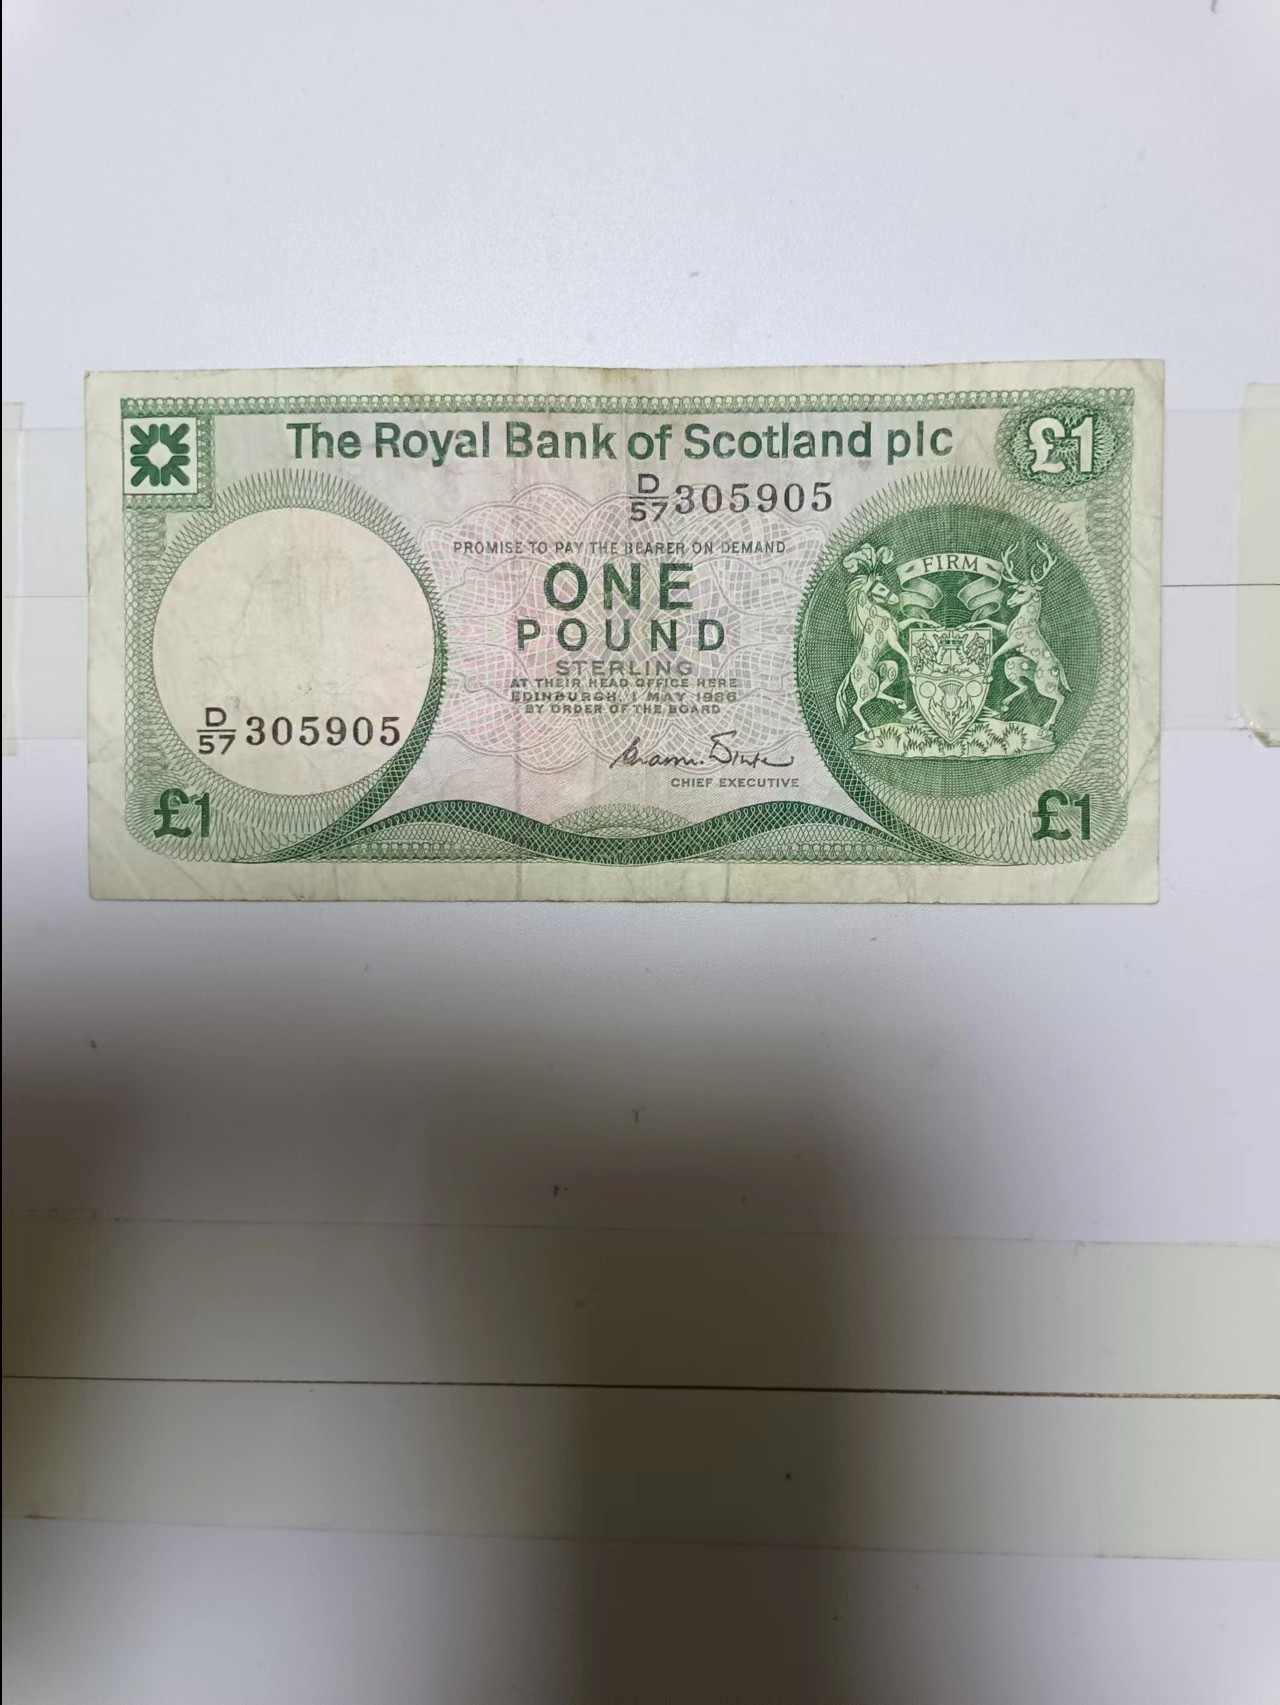 The Royal Bank of Scotland plc
£1
D/57 305905
PROMISE TO PAY THE BEARER ON DEMAND
FIRM
ONE
POUND
STERLING
AT THEIR HEAD OFFICE HERE
EDINBURGH, 1 MAY 1986
BY ORDER OF THE BOARD
D/57 305905
CHIEF EXECUTIVE
£1
£1